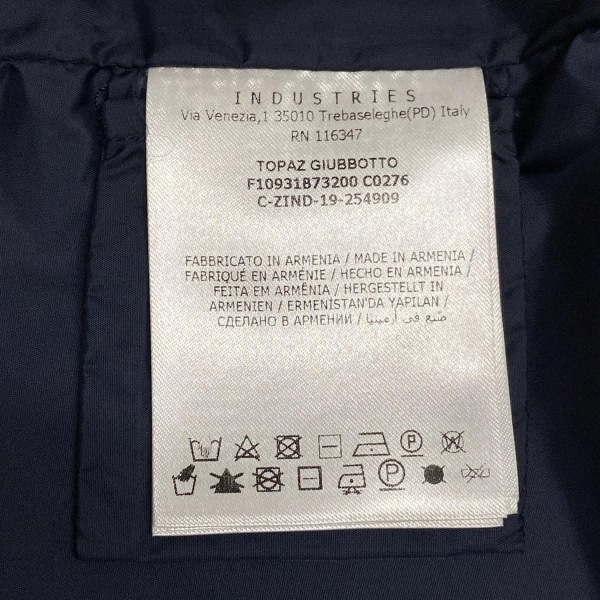 INDUSTRIES
Via Venezia,1 35010 Trebaseleghe(PD) Italy
RN 116347
TOPAZ GIUBBOTTO
F10931B73200 C0276
C-ZIND-19-254909
FABBRICATO IN ARMENIA / MADE IN ARMENIA /
FABRIQUÉ EN ARMÉNIE / HECHO EN ARMENIA /
FEITA EM ARMÊNIA / HERGESTELLT IN
ARMENIEN / ERMENİSTAN'DA YAPILAN /
СДЕЛАНО В АРМЕНИИ / صنع في أرمينيا /
P W
P